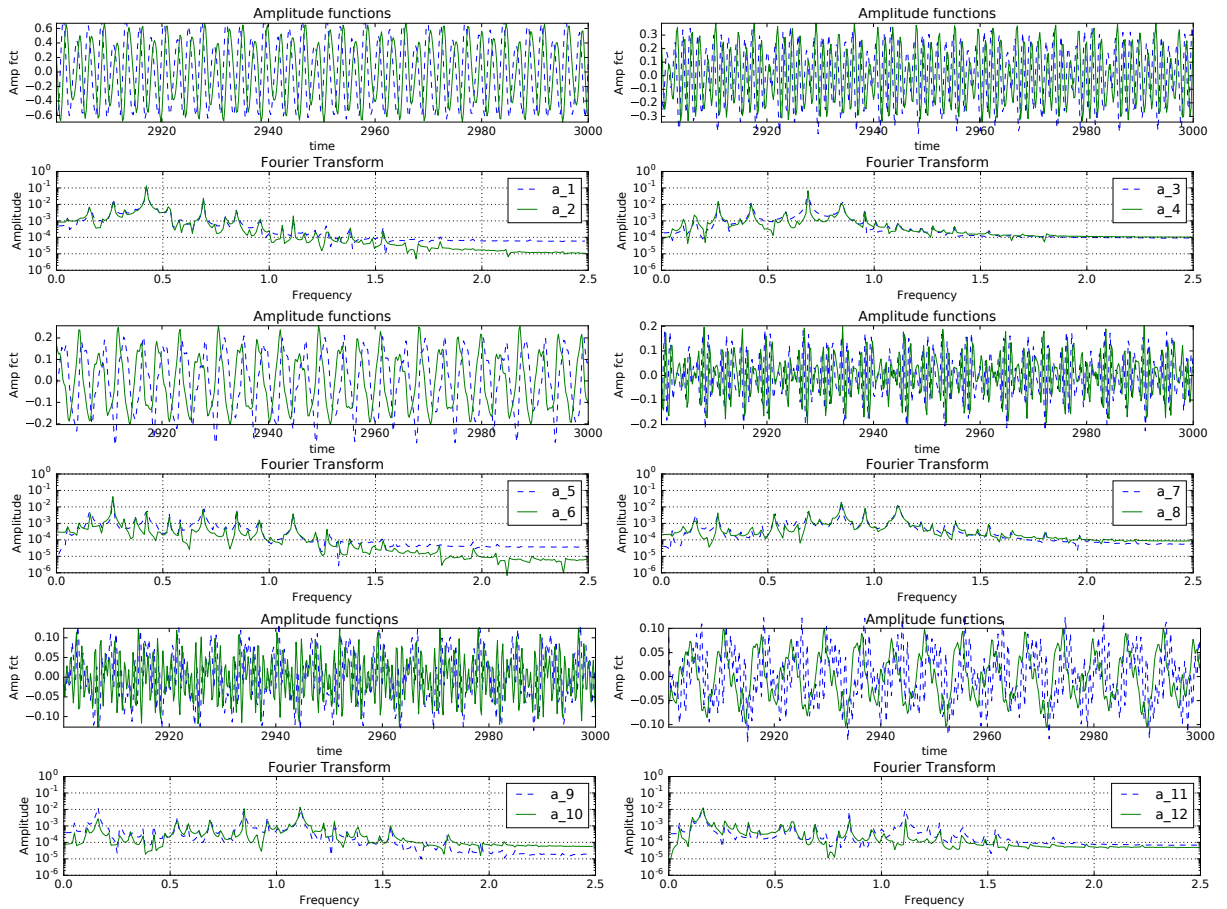 Amplitude functions
Amp fct
0.6
0.4
0.2
0.0
−0.2
−0.4
−0.6
2920 2940 2960 2980 3000
time
Fourier Transform
Amplitude
10^0
10^-1
10^-2
10^-3
10^-4
10^-5
10^-6
a_1
a_2
0.0 0.5 1.0 1.5 2.0 2.5
Frequency
Amplitude functions
Amp fct
0.3
0.2
0.1
0.0
−0.1
−0.2
−0.3
2920 2940 2960 2980 3000
time
Fourier Transform
Amplitude
10^0
10^-1
10^-2
10^-3
10^-4
10^-5
10^-6
a_3
a_4
0.0 0.5 1.0 1.5 2.0 2.5
Frequency
Amplitude functions
Amp fct
0.2
0.1
0.0
−0.1
−0.2
2920 2940 2960 2980 3000
time
Fourier Transform
Amplitude
10^0
10^-1
10^-2
10^-3
10^-4
10^-5
10^-6
a_5
a_6
0.0 0.5 1.0 1.5 2.0 2.5
Frequency
Amplitude functions
Amp fct
0.2
0.1
0.0
−0.1
−0.2
2920 2940 2960 2980 3000
time
Fourier Transform
Amplitude
10^0
10^-1
10^-2
10^-3
10^-4
10^-5
10^-6
a_7
a_8
0.0 0.5 1.0 1.5 2.0 2.5
Frequency
Amplitude functions
Amp fct
0.10
0.05
0.00
−0.05
−0.10
2920 2940 2960 2980 3000
time
Fourier Transform
Amplitude
10^0
10^-1
10^-2
10^-3
10^-4
10^-5
10^-6
a_9
a_10
0.0 0.5 1.0 1.5 2.0 2.5
Frequency
Amplitude functions
Amp fct
0.10
0.05
0.00
−0.05
−0.10
2920 2940 2960 2980 3000
time
Fourier Transform
Amplitude
10^0
10^-1
10^-2
10^-3
10^-4
10^-5
10^-6
a_11
a_12
0.0 0.5 1.0 1.5 2.0 2.5
Frequency